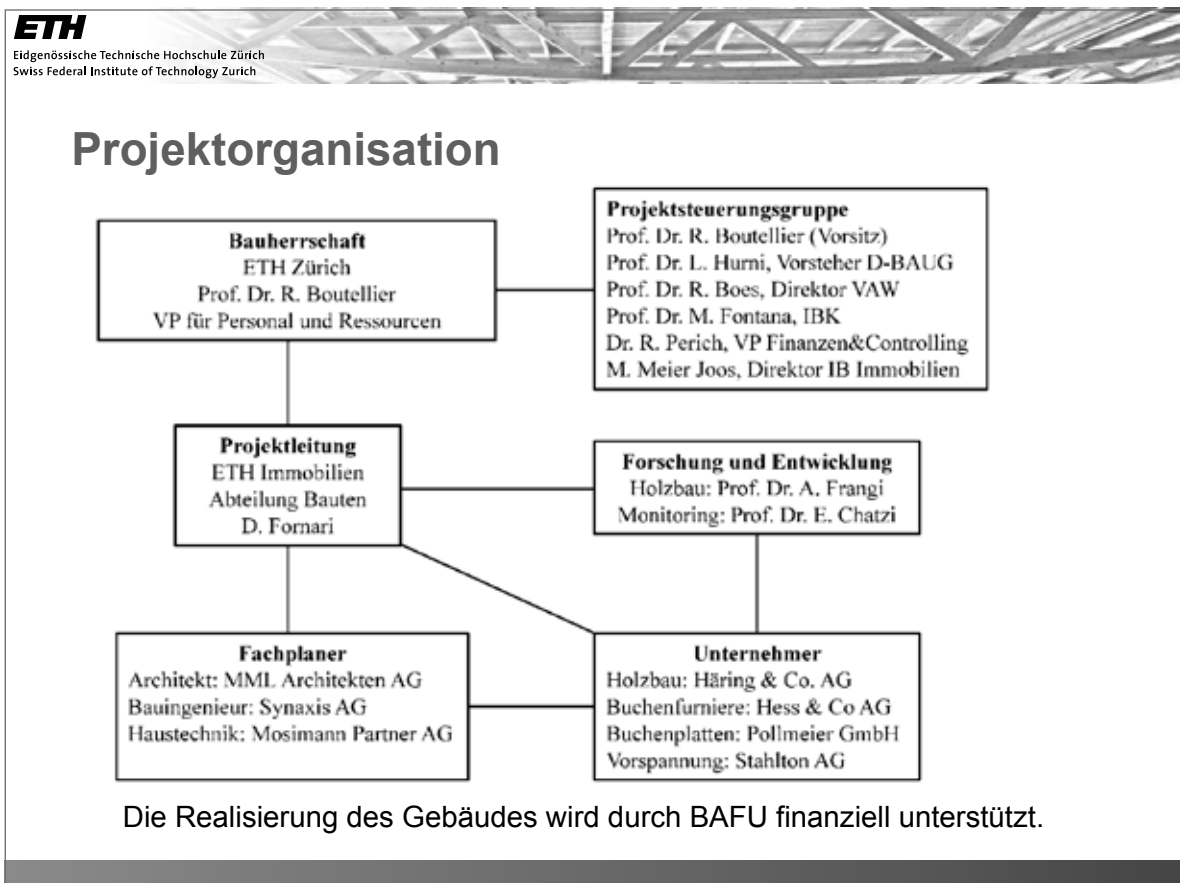 ETH
Eidgenössische Technische Hochschule Zürich
Swiss Federal Institute of Technology Zurich
Projektorganisation
Bauherrschaft
ETH Zürich
Prof. Dr. R. Boutellier
VP für Personal und Ressourcen
Projektsteuerungsgruppe
Prof. Dr. R. Boutellier (Vorsitz)
Prof. Dr. L. Hurni, Vorsteher D-BAUG
Prof. Dr. R. Boes, Direktor VAW
Prof. Dr. M. Fontana, IBK
Dr. R. Perich, VP Finanzen&Controlling
M. Meier Joos, Direktor IB Immobilien
Projektleitung
ETH Immobilien
Abteilung Bauten
D. Fornari
Forschung und Entwicklung
Holzbau: Prof. Dr. A. Frangi
Monitoring: Prof. Dr. E. Chatzi
Fachplaner
Architekt: MML Architekten AG
Bauingenieur: Synaxis AG
Haustechnik: Mosimann Partner AG
Unternehmer
Holzbau: Häring & Co. AG
Buchenfurniere: Hess & Co AG
Buchenplatten: Pollmeier GmbH
Vorspannung: Stahlton AG
Die Realisierung des Gebäudes wird durch BAFU finanziell unterstützt.